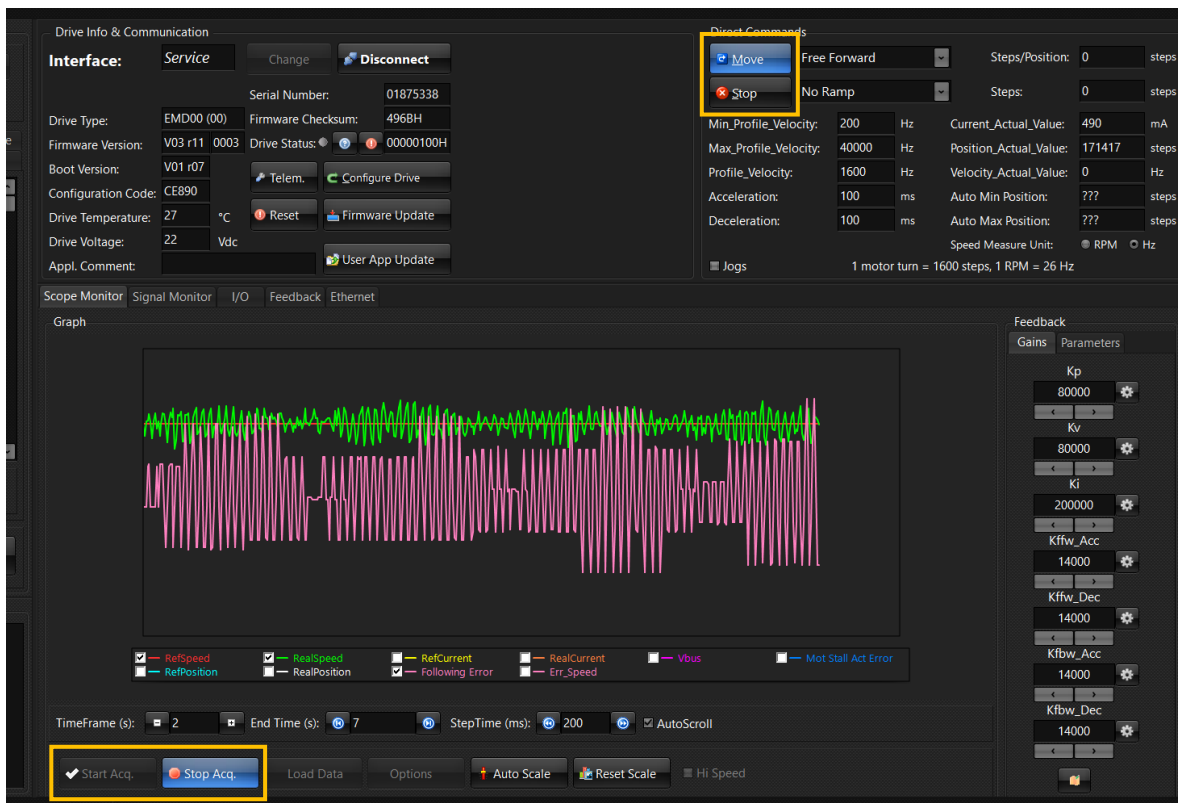 Drive Info & Communication
Interface: Service Change Disconnect
Serial Number: 01875338
Drive Type: EMD00 (00) Firmware Checksum: 496BH
Firmware Version: V03 r11 0003 Drive Status: 00000100H
Boot Version: V01 r07 Telem. Configure Drive
Configuration Code: CE890
Drive Temperature: 27 °C Reset Firmware Update
Drive Voltage: 22 Vdc
Appl. Comment: User App Update
Direct Commands
Move Free Forward Steps/Position: 0 steps
Stop No Ramp Steps: 0 steps
Min_Profile_Velocity: 200 Hz Current_Actual_Value: 490 mA
Max_Profile_Velocity: 40000 Hz Position_Actual_Value: 171417 steps
Profile_Velocity: 1600 Hz Velocity_Actual_Value: 0 Hz
Acceleration: 100 ms Auto Min Position: ??? steps
Deceleration: 100 ms Auto Max Position: ??? steps
Speed Measure Unit: RPM Hz
Jogs 1 motor turn = 1600 steps, 1 RPM = 26 Hz
Scope Monitor Signal Monitor I/O Feedback Ethernet
Graph
RefSpeed RealSpeed RefCurrent RealCurrent Vbus Mot Stall Act Error
RefPosition RealPosition Following Error Err_Speed
TimeFrame (s): 2 End Time (s): 7 StepTime (ms): 200 AutoScroll
Start Acq. Stop Acq. Load Data Options Auto Scale Reset Scale Hi Speed
Feedback
Gains Parameters
Kp
80000
Kv
80000
Ki
200000
Kffw_Acc
14000
Kffw_Dec
14000
Kfbw_Acc
14000
Kfbw_Dec
14000